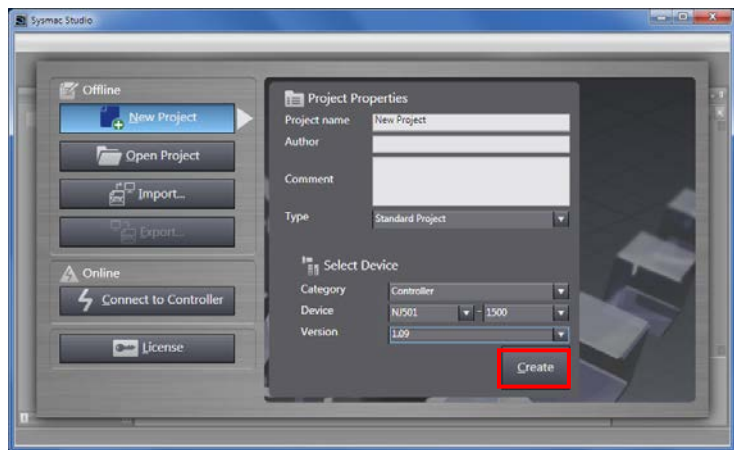 Sysmac Studio
Offline
New Project
Open Project
Import...
Export...
Online
Connect to Controller
License
Project Properties
Project name New Project
Author
Comment
Type Standard Project
Select Device
Category Controller
Device NJ501 - 1500
Version 1.09
Create